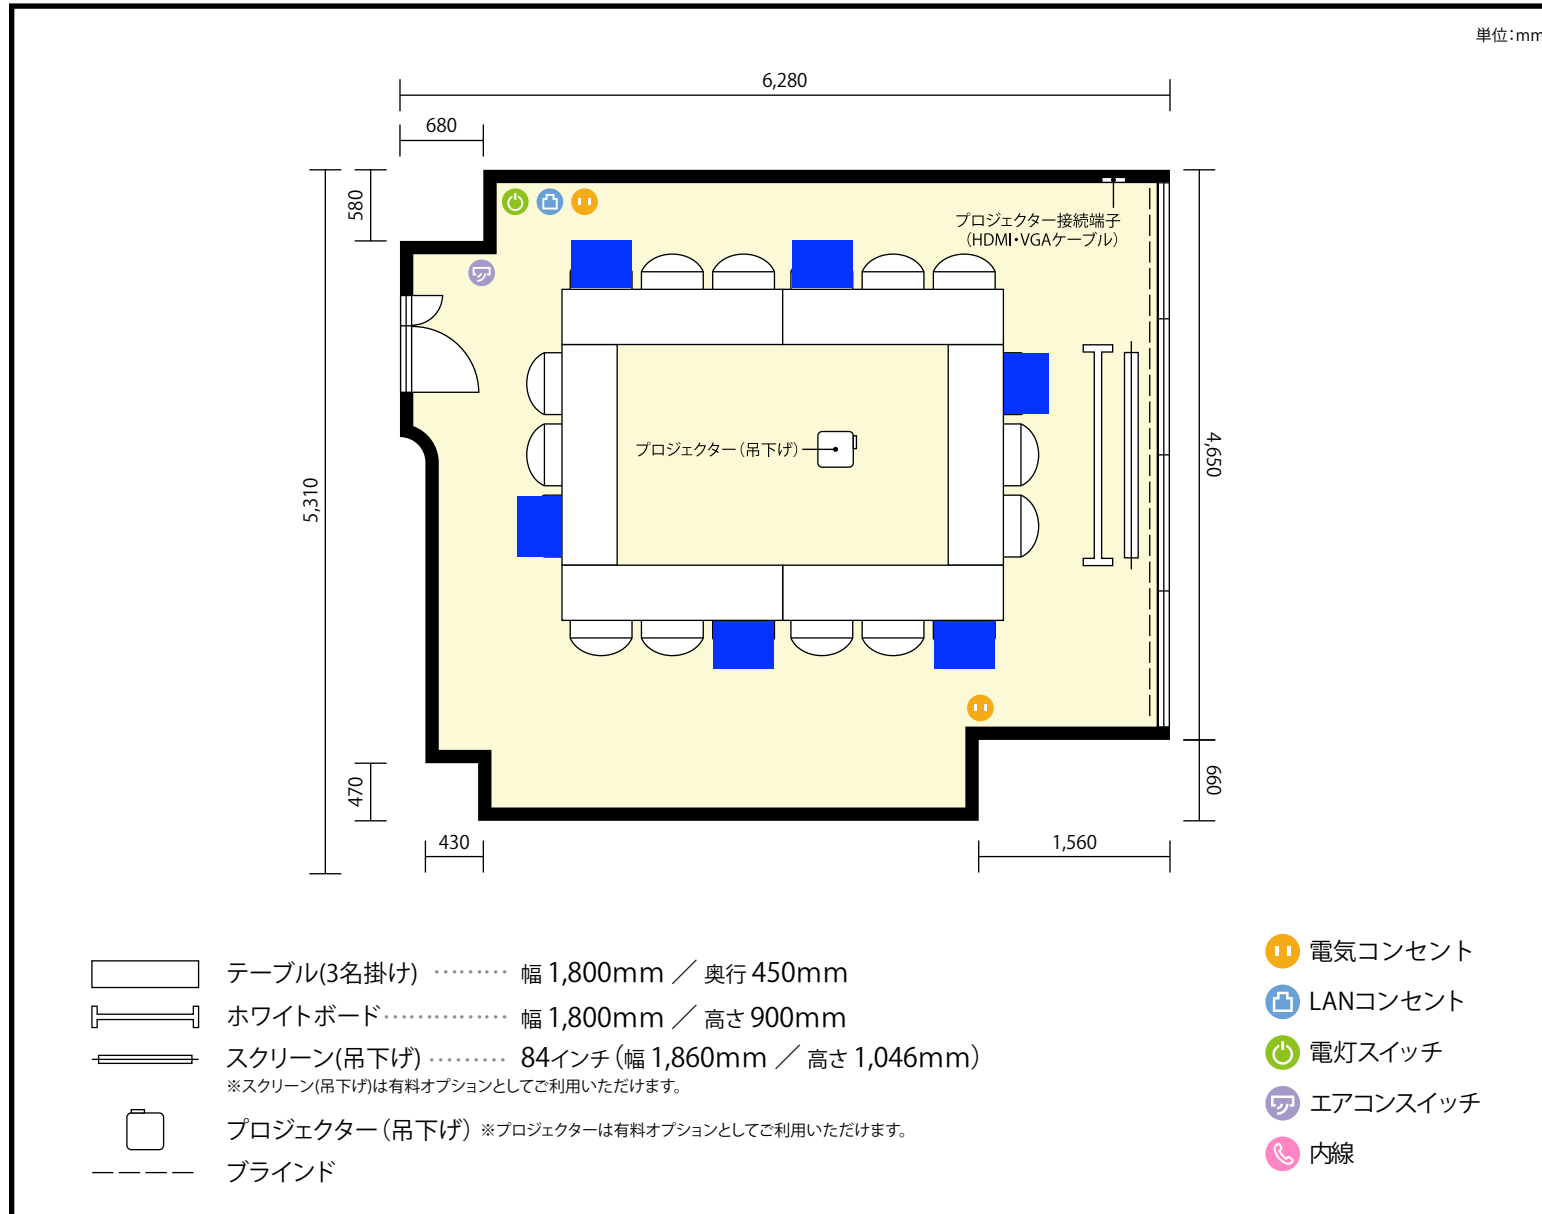 単位：mm
6,280
680
580
プロジェクター接続端子
（HDMI・VGAケーブル）
プロジェクター（吊下げ）
5,310
4,650
470
660
430
1,560
テーブル(3名掛け) ……… 幅 1,800mm ／ 奥行 450mm
ホワイトボード…………… 幅 1,800mm ／ 高さ 900mm
スクリーン(吊下げ) ……… 84インチ（幅 1,860mm ／ 高さ 1,046mm）
※スクリーン(吊下げ)は有料オプションとしてご利用いただけます。
プロジェクター（吊下げ） ※プロジェクターは有料オプションとしてご利用いただけます。
ブラインド
電気コンセント
LANコンセント
電灯スイッチ
エアコンスイッチ
内線